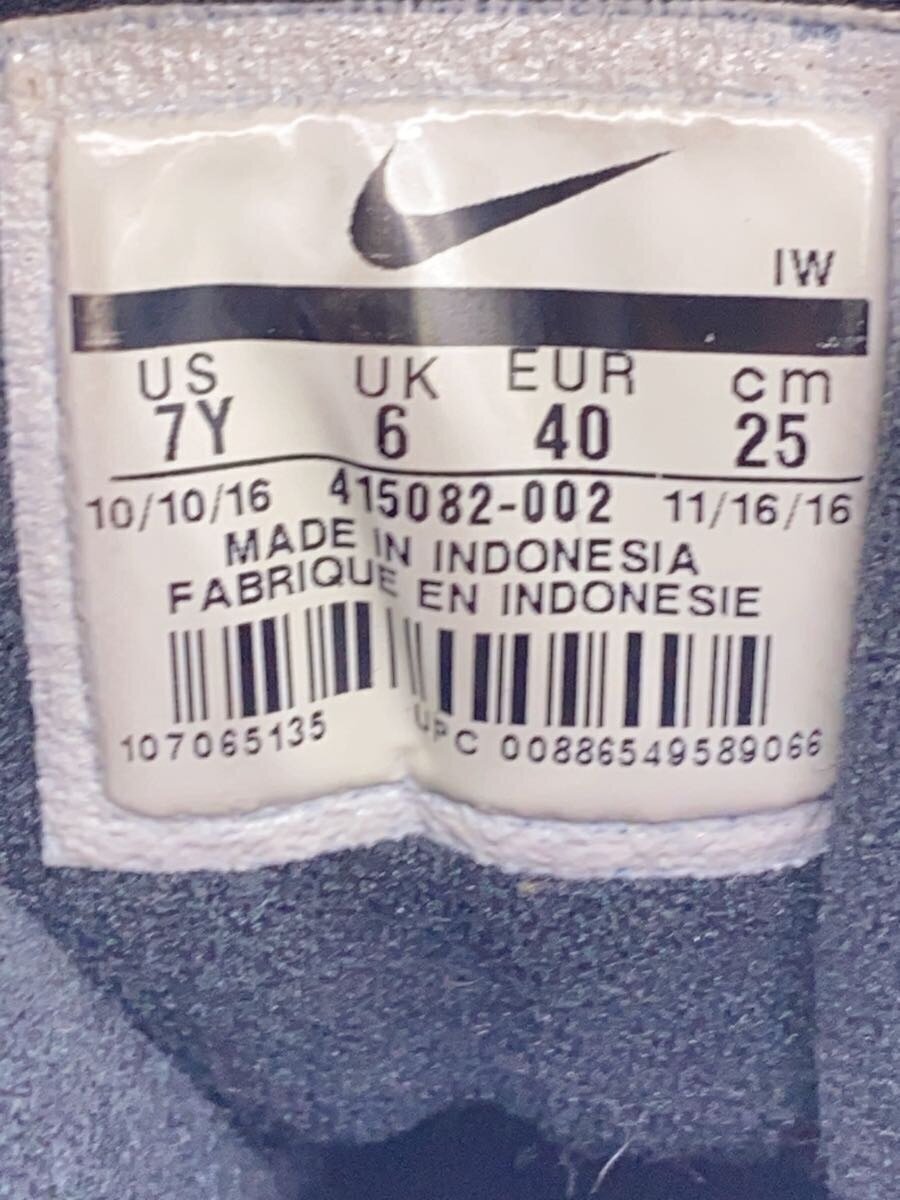 IW
US UK EUR cm
7Y 6 40 25
10/10/16 415082-002 11/16/16
MADE IN INDONESIA
FABRIQUE EN INDONESIE
107065135 UPC 00886549589066